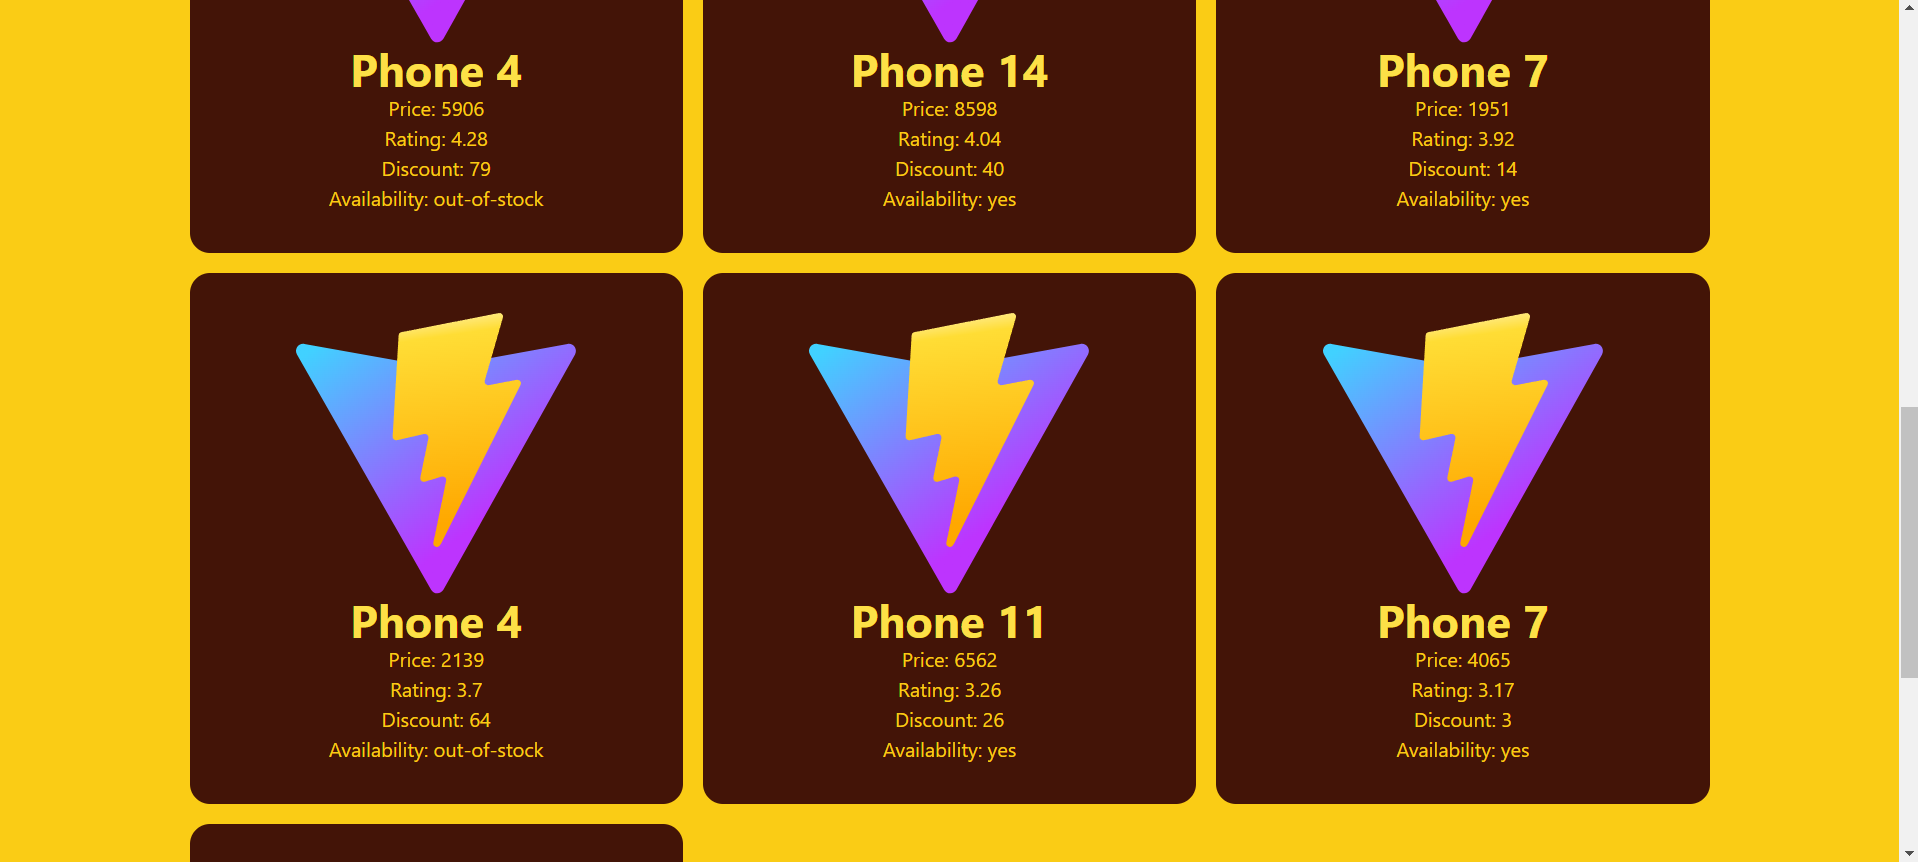 Phone 4
Price: 5906
Rating: 4.28
Discount: 79
Availability: out-of-stock
Phone 14
Price: 8598
Rating: 4.04
Discount: 40
Availability: yes
Phone 7
Price: 1951
Rating: 3.92
Discount: 14
Availability: yes
Phone 4
Price: 2139
Rating: 3.7
Discount: 64
Availability: out-of-stock
Phone 11
Price: 6562
Rating: 3.26
Discount: 26
Availability: yes
Phone 7
Price: 4065
Rating: 3.17
Discount: 3
Availability: yes